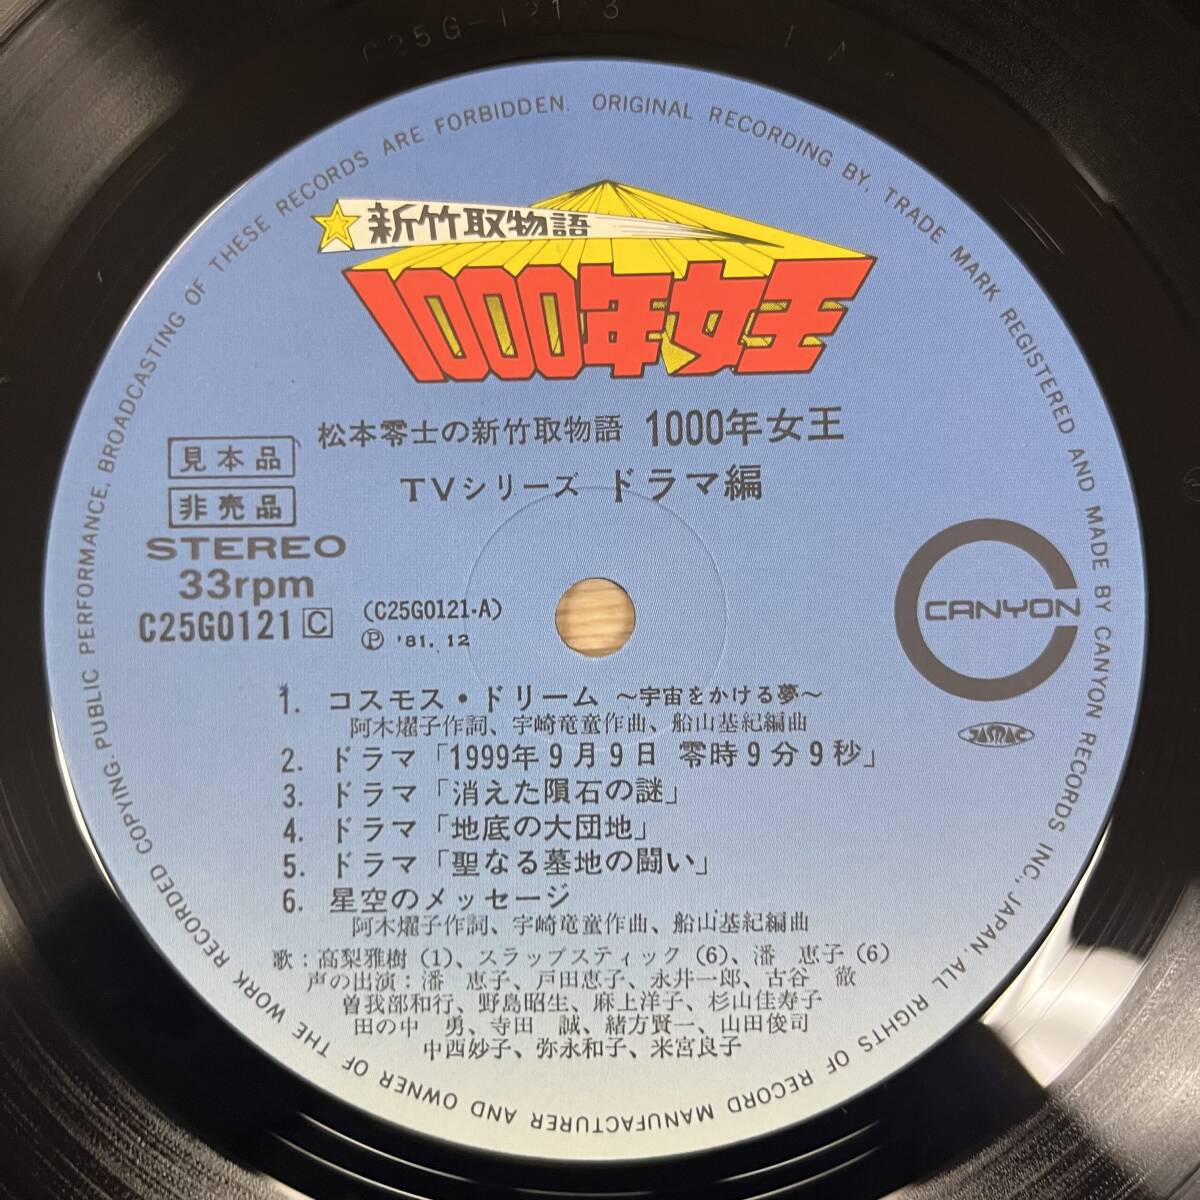 C25G-121 3
1 A
ORIGINAL RECORDING BY, TRADE MARK REGISTERED AND MADE BY CANYON RECORDS INC., JAPAN. ALL RIGHTS OF RECORD MANUFACTURER AND OWNER OF THE WORK RECORDED COPYING, PUBLIC PERFORMANCE, BROADCASTING OF THESE RECORDS ARE FORBIDDEN.
新竹取物語
1000年女王
松本零士の新竹取物語 1000年女王
TVシリーズ ドラマ編
見本品
非売品
STEREO
33rpm
C25G0121 C
(C25G0121-A)
Ⓟ '81. 12
CANYON
JASRAC
1. コスモス・ドリーム 〜宇宙をかける夢〜
阿木燿子作詞、宇崎竜童作曲、船山基紀編曲
2. ドラマ「1999年9月9日 零時9分9秒」
3. ドラマ「消えた隕石の謎」
4. ドラマ「地底の大団地」
5. ドラマ「聖なる墓地の闘い」
6. 星空のメッセージ
阿木燿子作詞、宇崎竜童作曲、船山基紀編曲
歌：高梨雅樹(1)、スラップスティック(6)、潘 恵子(6)
声の出演：潘 恵子、戸田恵子、永井一郎、古谷 徹
曽我部和行、野島昭生、麻上洋子、杉山佳寿子
田の中 勇、寺田 誠、緒方賢一、山田俊司
中西妙子、弥永和子、来宮良子